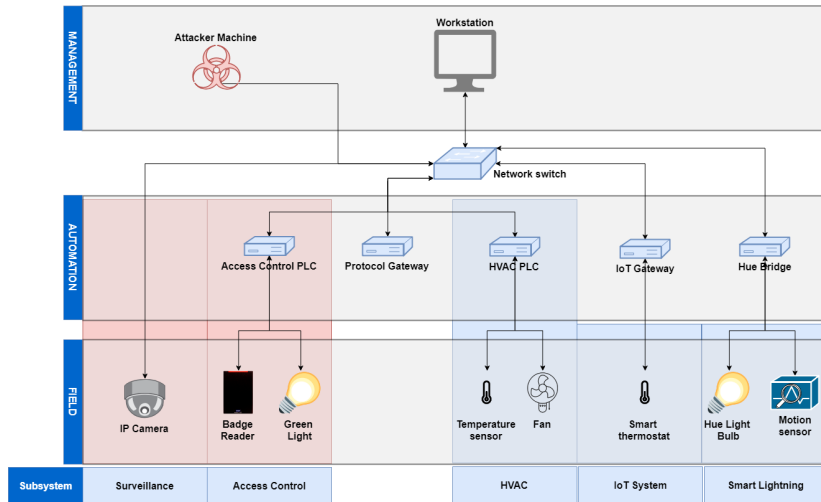 MANAGEMENT
Attacker Machine
Workstation
Network switch
AUTOMATION
Access Control PLC
Protocol Gateway
HVAC PLC
IoT Gateway
Hue Bridge
FIELD
IP Camera
Badge
Reader
Green
Light
Temperature
sensor
Fan
Smart
thermostat
Hue Light
Bulb
Motion
sensor
Subsystem
Surveillance
Access Control
HVAC
IoT System
Smart Lightning